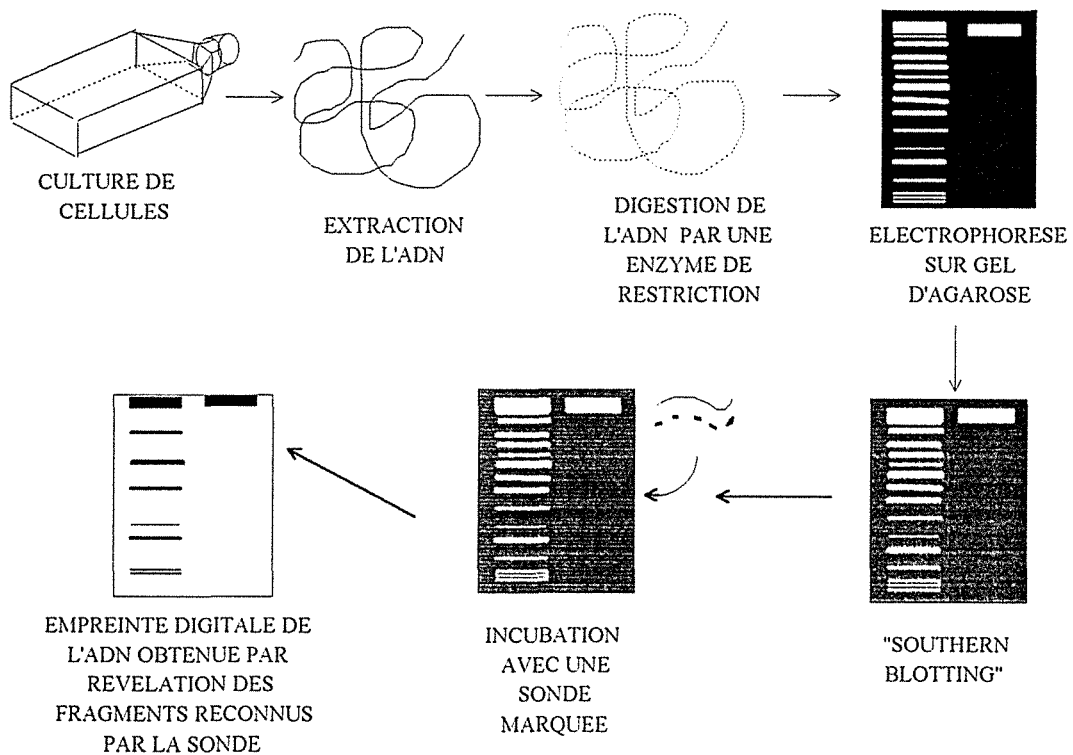 CULTURE DE
CELLULES
EXTRACTION
DE L'ADN
DIGESTION DE
L'ADN PAR UNE
ENZYME DE
RESTRICTION
ELECTROPHORESE
SUR GEL
D'AGAROSE
"SOUTHERN
BLOTTING"
INCUBATION
AVEC UNE
SONDE
MARQUEE
EMPREINTE DIGITALE DE
L'ADN OBTENUE PAR
REVELATION DES
FRAGMENTS RECONNUS
PAR LA SONDE